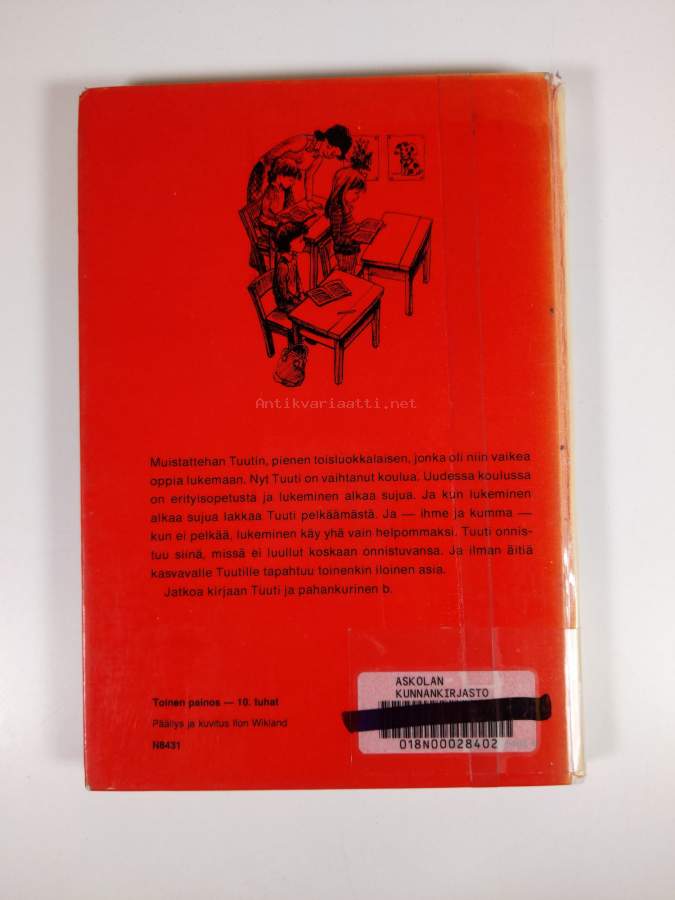 Antikvariaatti.net
Muistattehan Tuutin, pienen toisluokkalaisen, jonka oli niin vaikea
oppia lukemaan. Nyt Tuuti on vaihtanut koulua. Uudessa koulussa
on erityisopetusta ja lukeminen alkaa sujua. Ja kun lukeminen
alkaa sujua lakkaa Tuuti pelkäämästä. Ja — ihme ja kumma —
kun ei pelkää, lukeminen käy yhä vain helpommaksi. Tuuti onnis-
tuu siinä, missä ei luullut koskaan onnistuvansa. Ja ilman äitiä
kasvavalle Tuutille tapahtuu toinenkin iloinen asia.
Jatkoa kirjaan Tuuti ja pahankurinen b.
Toinen painos — 10. tuhat
Päällys ja kuvitus Ilon Wikland
N8431
ASKOLAN
KUNNANKIRJASTO
018N00028402